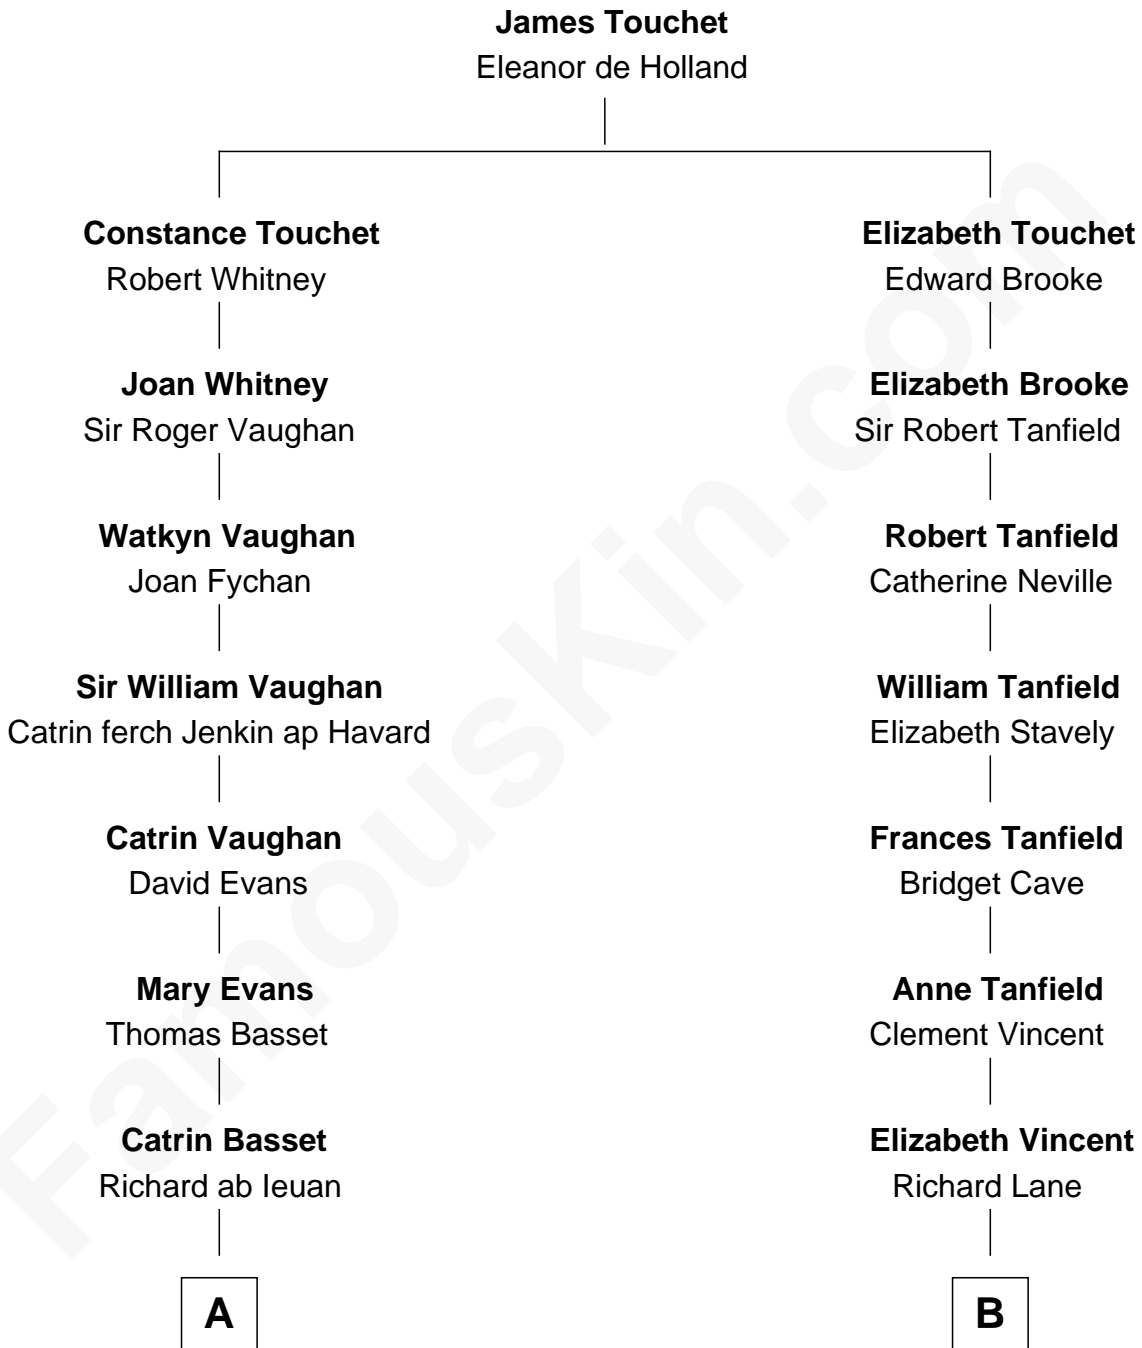 James Touchet
Eleanor de Holland
Constance Touchet
Robert Whitney
Elizabeth Touchet
Edward Brooke
Joan Whitney
Sir Roger Vaughan
Elizabeth Brooke
Sir Robert Tanfield
Watkyn Vaughan
Joan Fychan
Robert Tanfield
Catherine Neville
Sir William Vaughan
Catrin ferch Jenkin ap Havard
William Tanfield
Elizabeth Stavely
Catrin Vaughan
David Evans
Frances Tanfield
Bridget Cave
Mary Evans
Thomas Basset
Anne Tanfield
Clement Vincent
Catrin Basset
Richard ab Ieuan
Elizabeth Vincent
Richard Lane
A
B
FamousKin.com